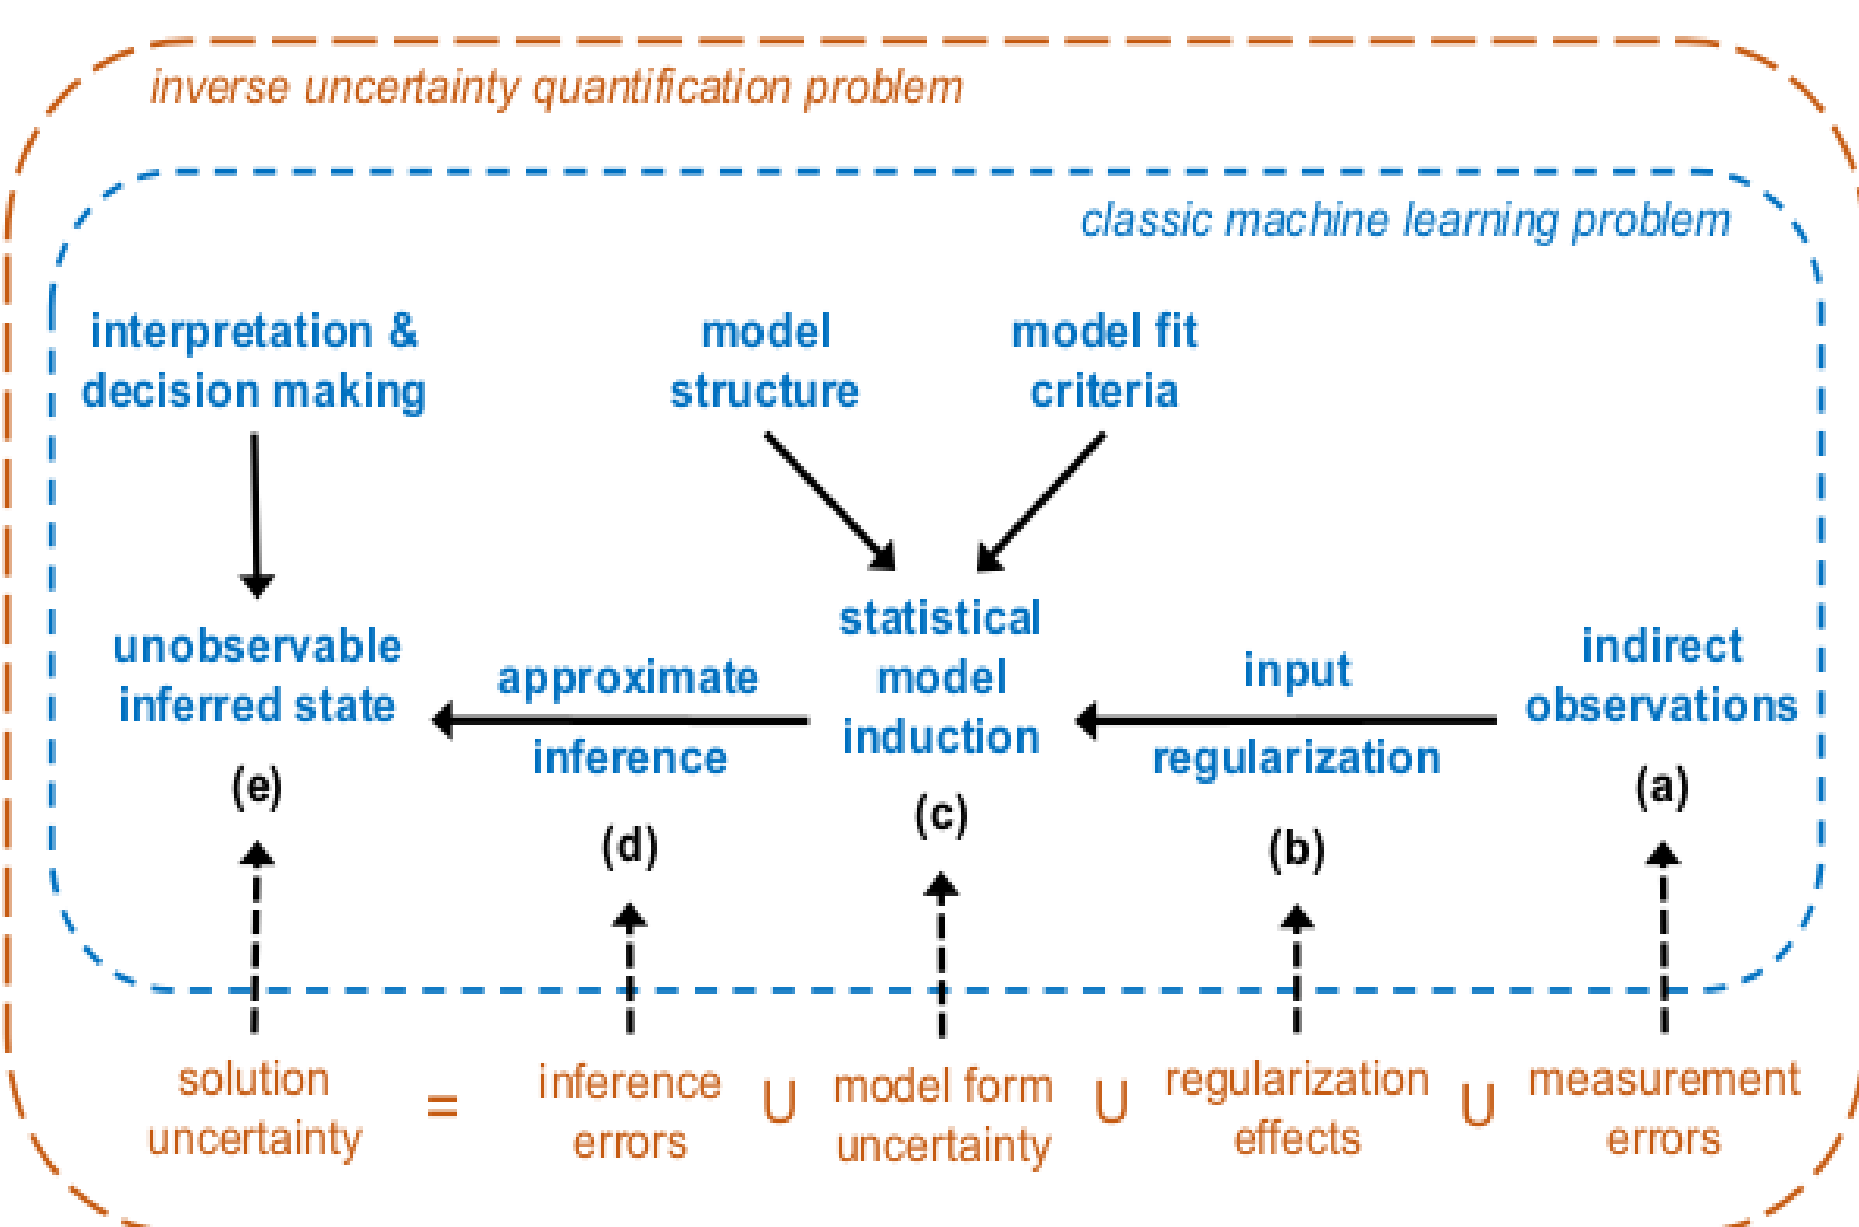 inverse uncertainty quantification problem
classic machine learning problem
interpretation &
decision making
model
structure
model fit
criteria
unobservable
inferred state
(e)
approximate
inference
(d)
statistical
model
induction
(c)
input
regularization
(b)
indirect
observations
(a)
solution
uncertainty
=
inference
errors
∪
model form
uncertainty
∪
regularization
effects
∪
measurement
errors